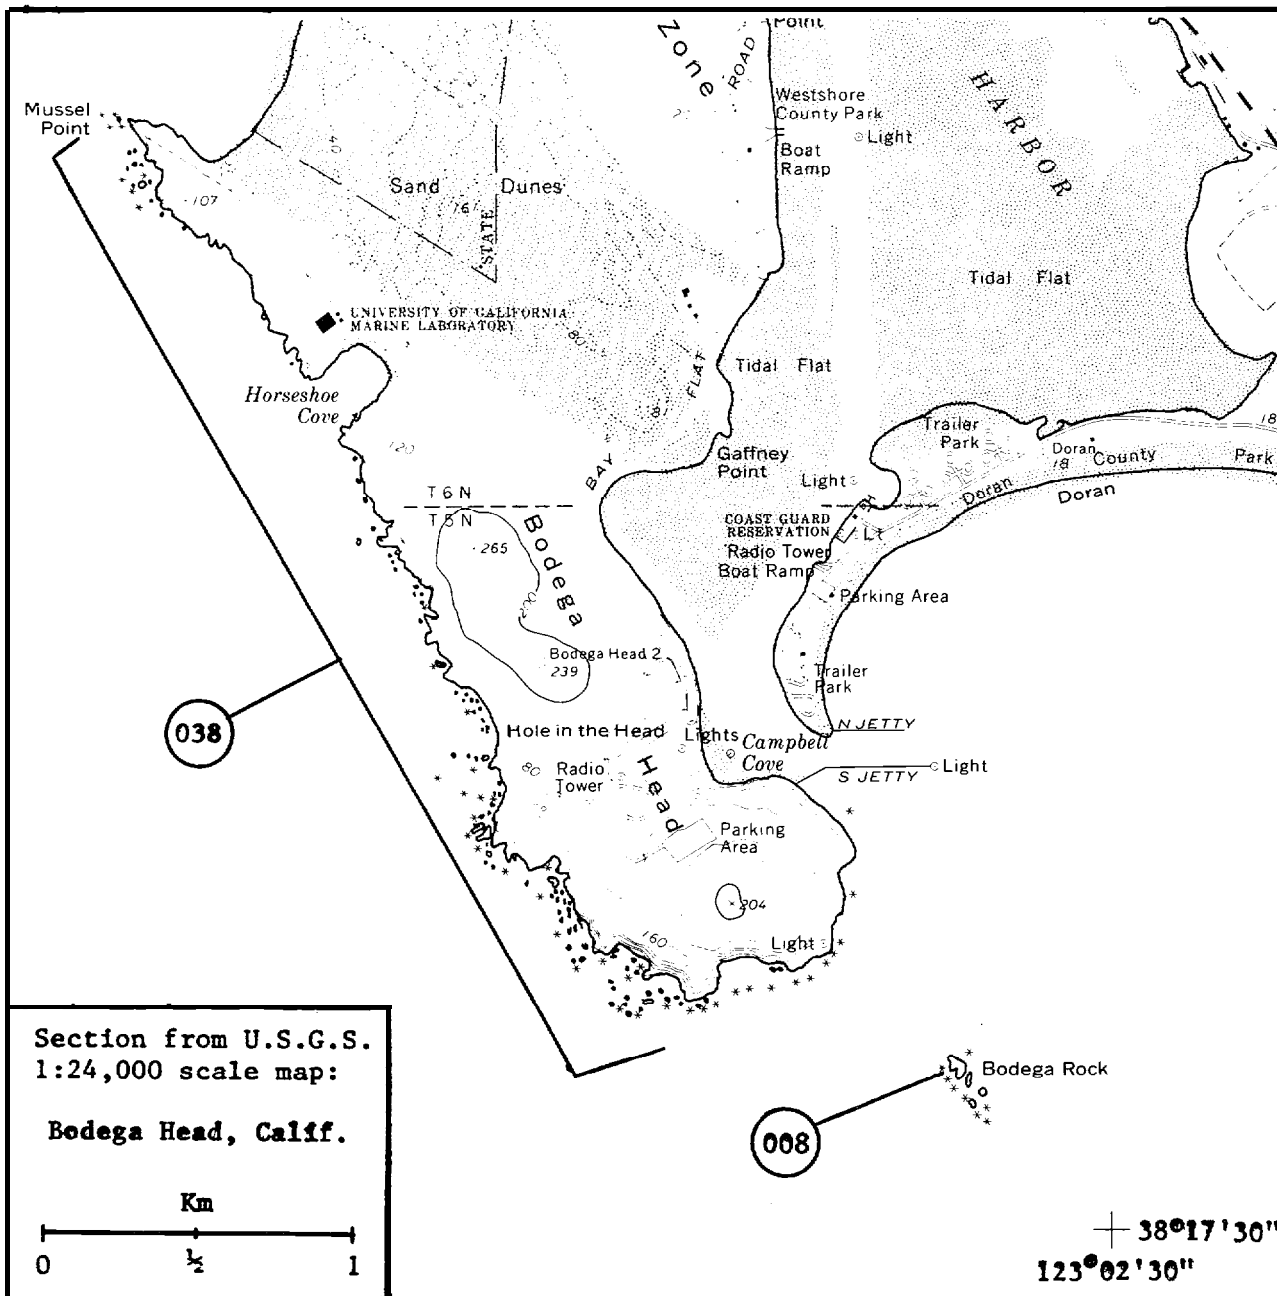 Point
Zone
ROAD
HARBOR
Mussel
Point
Westshore
County Park
Light
Boat
Ramp
40
107
Sand Dunes
161
STATE
Tidal Flat
UNIVERSITY OF CALIFORNIA
MARINE LABORATORY
80
Tidal Flat
FLAT
Horseshoe
Cove
81
120
Trailer
Park
18
Doran
18
County
Park
Gaffney
Point
BAY
Light
Doran
Doran
T 6 N
T 5 N
COAST GUARD
RESERVATION
Lt
Radio Tower
Boat Ramp
265
Bodega
Parking Area
200
Bodega Head 2
239
Trailer
Park
038
Hole in the Head
Lights
N JETTY
Campbell
Cove
80
Radio
Tower
Head
Light
S JETTY
Parking
Area
204
160
Light
Section from U.S.G.S.
1:24,000 scale map:
Bodega Head, Calif.
Km
0 ½ 1
Bodega Rock
008
38°17'30"
123°02'30"